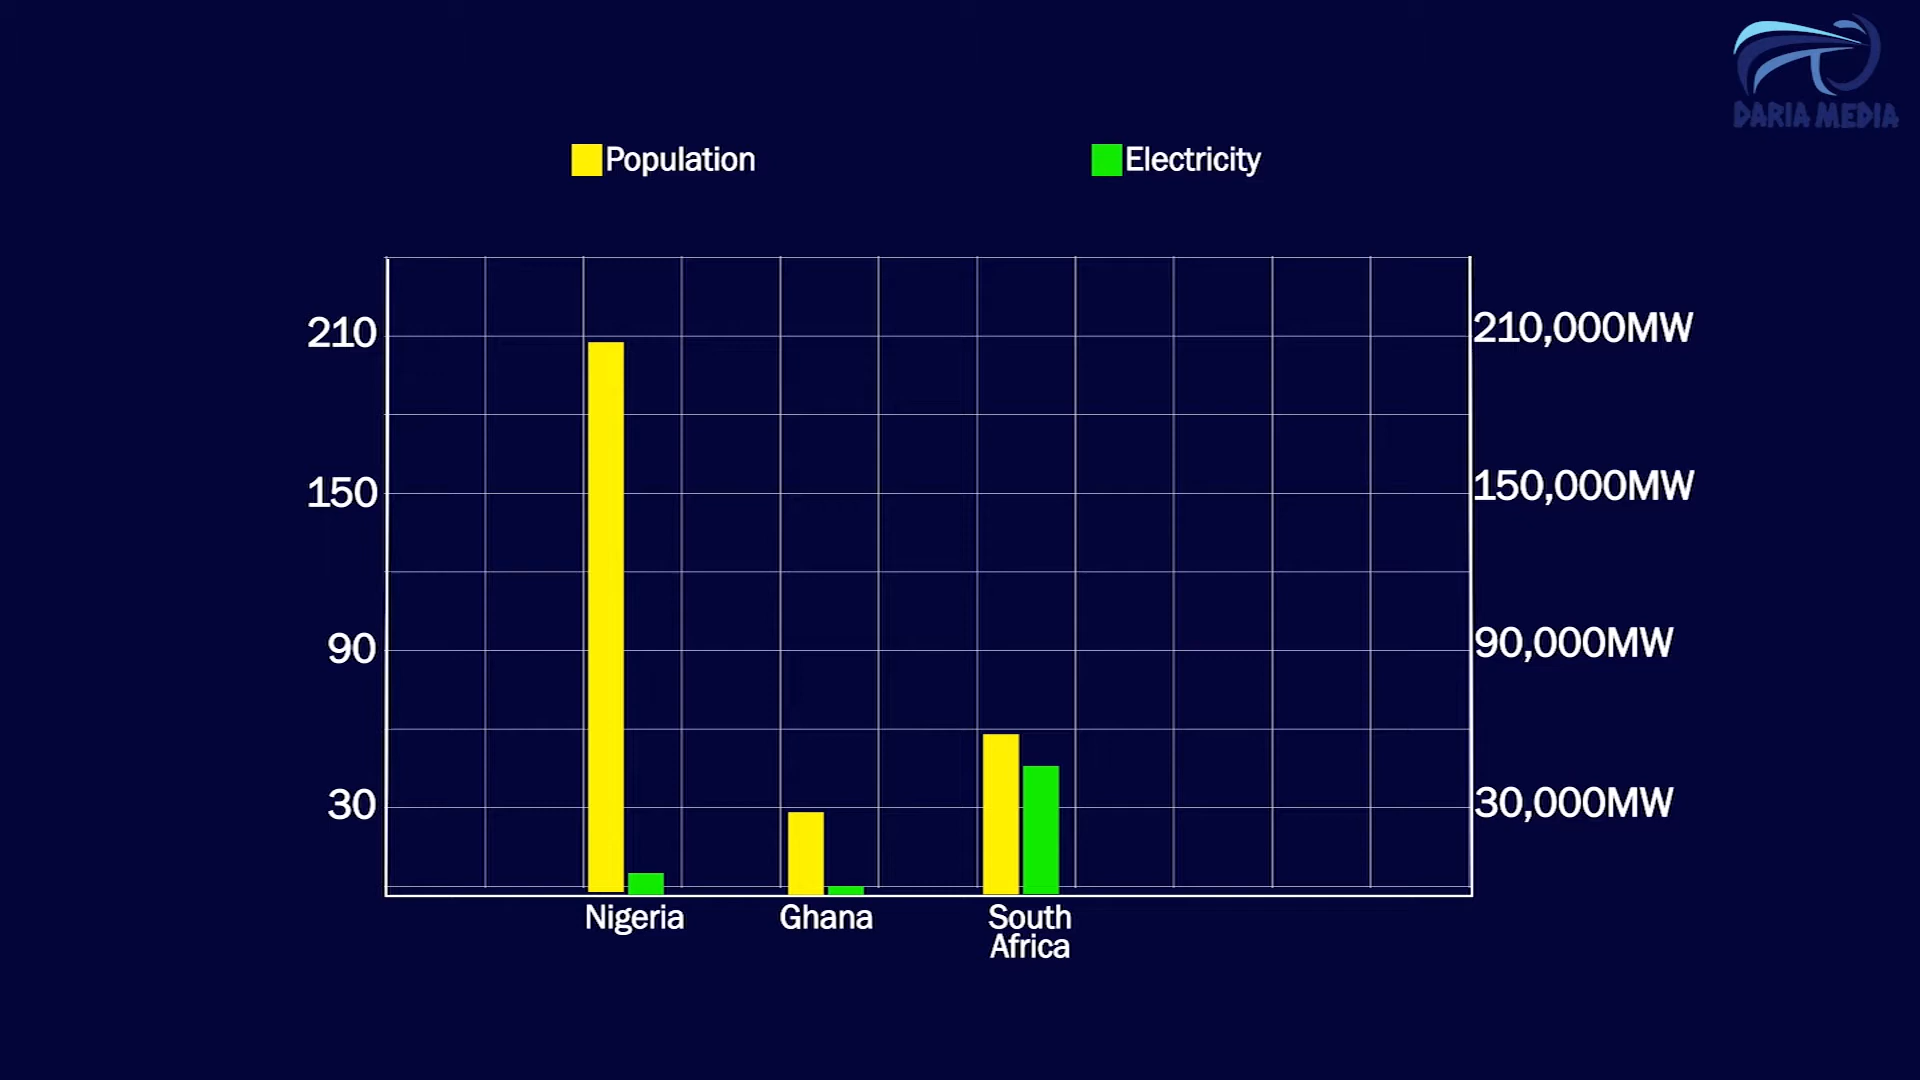 DARIA MEDIA
Population
Electricity
210
210,000MW
150
150,000MW
90
90,000MW
30
30,000MW
Nigeria
Ghana
South
Africa